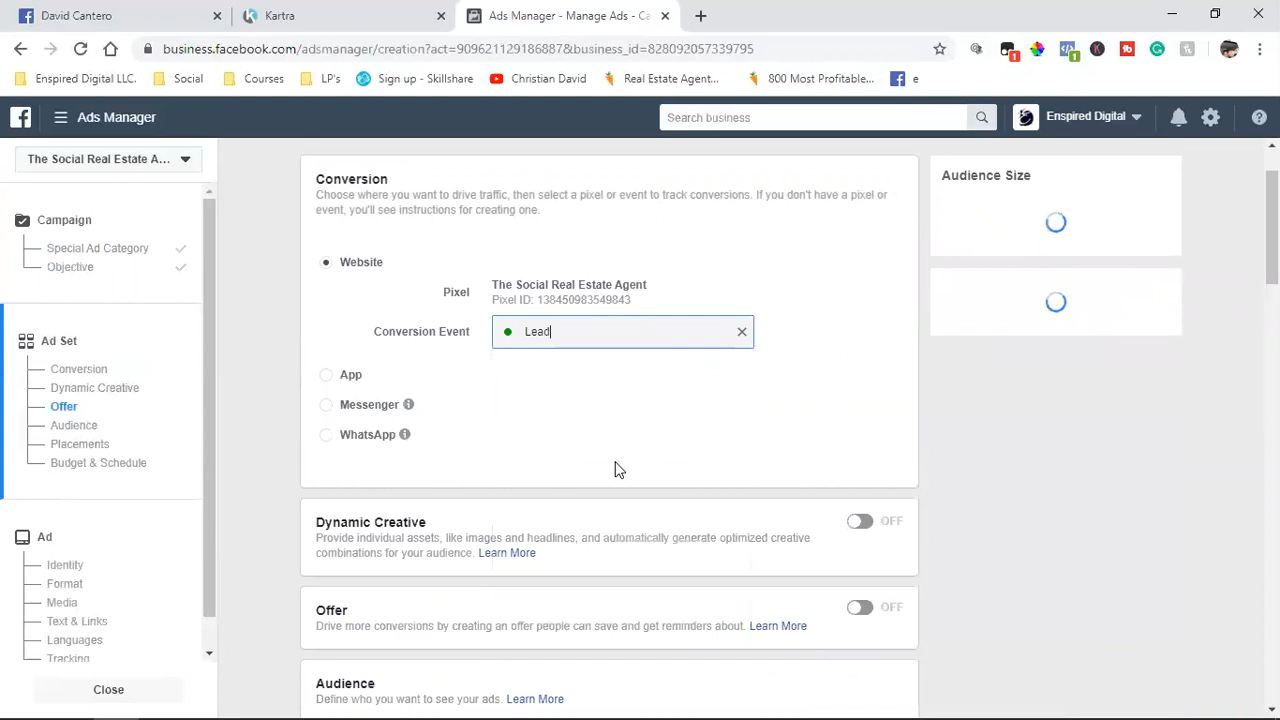 David Cantero
Kartra
Ads Manager - Manage Ads - Ca
business.facebook.com/adsmanager/creation?act=909621129186887&business_id=828092057339795
1
1
Enspired Digital LLC.
Social
Courses
LP's
Sign up - Skillshare
Christian David
Real Estate Agent...
800 Most Profitable...
e
Ads Manager
Search business
Enspired Digital
The Social Real Estate A...
Campaign
Special Ad Category
Objective
Ad Set
Conversion
Dynamic Creative
Offer
Audience
Placements
Budget & Schedule
Ad
Identity
Format
Media
Text & Links
Languages
Tracking
Close
Conversion
Choose where you want to drive traffic, then select a pixel or event to track conversions. If you don't have a pixel or
event, you'll see instructions for creating one.
Website
Pixel
The Social Real Estate Agent
Pixel ID: 138450983549843
Conversion Event
Lead
App
Messenger
WhatsApp
Dynamic Creative
OFF
Provide individual assets, like images and headlines, and automatically generate optimized creative
combinations for your audience. Learn More
Offer
OFF
Drive more conversions by creating an offer people can save and get reminders about. Learn More
Audience
Define who you want to see your ads. Learn More
Audience Size